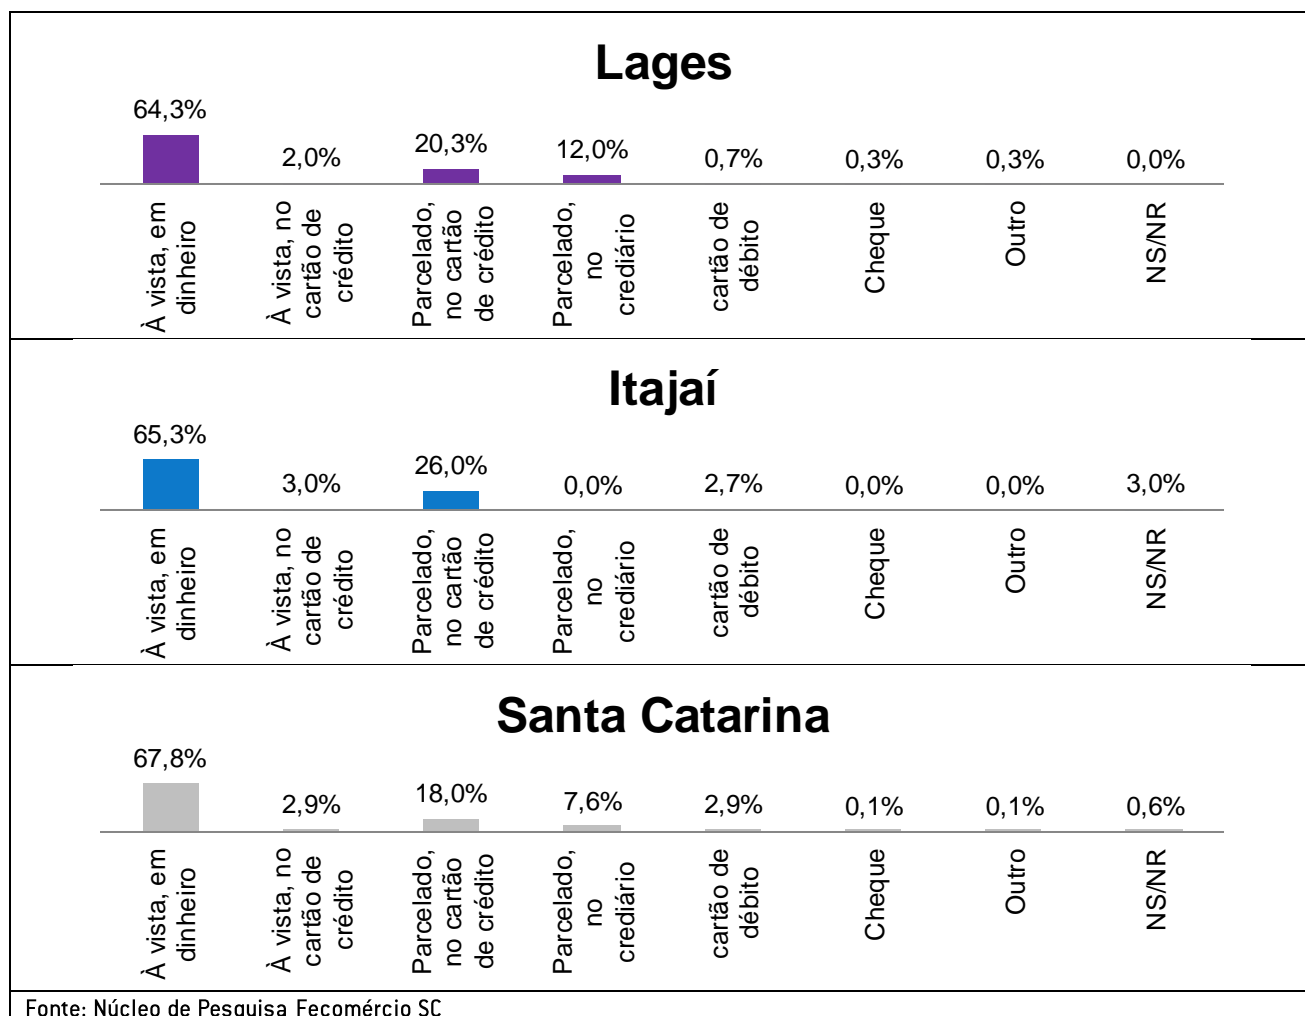 Lages
64,3%
2,0%
20,3%
12,0%
0,7%
0,3%
0,3%
0,0%
À vista, em
dinheiro
À vista, no
cartão de
crédito
Parcelado,
no cartão
de crédito
Parcelado,
no
crediário
cartão de
débito
Cheque
Outro
NS/NR
Itajaí
65,3%
3,0%
26,0%
0,0%
2,7%
0,0%
0,0%
3,0%
À vista, em
dinheiro
À vista, no
cartão de
crédito
Parcelado,
no cartão
de crédito
Parcelado,
no
crediário
cartão de
débito
Cheque
Outro
NS/NR
Santa Catarina
67,8%
2,9%
18,0%
7,6%
2,9%
0,1%
0,1%
0,6%
À vista, em
dinheiro
À vista, no
cartão de
crédito
Parcelado,
no cartão
de crédito
Parcelado,
no
crediário
cartão de
débito
Cheque
Outro
NS/NR
Fonte: Núcleo de Pesquisa Fecomércio SC